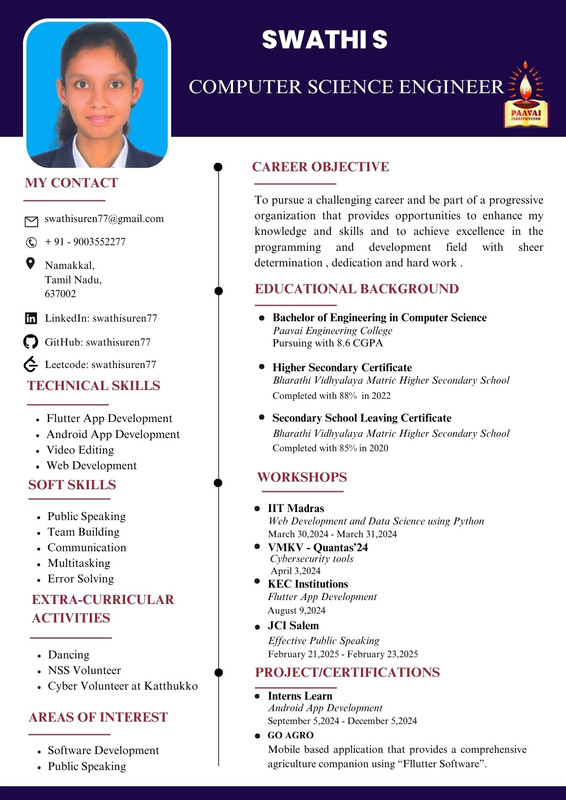 SWATHI S
COMPUTER SCIENCE ENGINEER
PAAVAI
INSTITUTIONS
MY CONTACT
swathisuren77@gmail.com
+ 91 - 9003552277
Namakkal,
Tamil Nadu,
637002
LinkedIn: swathisuren77
GitHub: swathisuren77
Leetcode: swathisuren77
TECHNICAL SKILLS
Flutter App Development
Android App Development
Video Editing
Web Development
SOFT SKILLS
Public Speaking
Team Building
Communication
Multitasking
Error Solving
EXTRA-CURRICULAR
ACTIVITIES
Dancing
NSS Volunteer
Cyber Volunteer at Katthukko
AREAS OF INTEREST
Software Development
Public Speaking
CAREER OBJECTIVE
To pursue a challenging career and be part of a progressive
organization that provides opportunities to enhance my
knowledge and skills and to achieve excellence in the
programming and development field with sheer
determination , dedication and hard work .
EDUCATIONAL BACKGROUND
Bachelor of Engineering in Computer Science
Paavai Engineering College
Pursuing with 8.6 CGPA
Higher Secondary Certificate
Bharathi Vidhyalaya Matric Higher Secondary School
Completed with 88% in 2022
Secondary School Leaving Certificate
Bharathi Vidhyalaya Matric Higher Secondary School
Completed with 85% in 2020
WORKSHOPS
IIT Madras
Web Development and Data Science using Python
March 30,2024 - March 31,2024
VMKV - Quantas’24
Cybersecurity tools
April 3,2024
KEC Institutions
Flutter App Development
August 9,2024
JCI Salem
Effective Public Speaking
February 21,2025 - February 23,2025
PROJECT/CERTIFICATIONS
Interns Learn
Android App Development
September 5,2024 - December 5,2024
GO AGRO
Mobile based application that provides a comprehensive
agriculture companion using “Fllutter Software”.